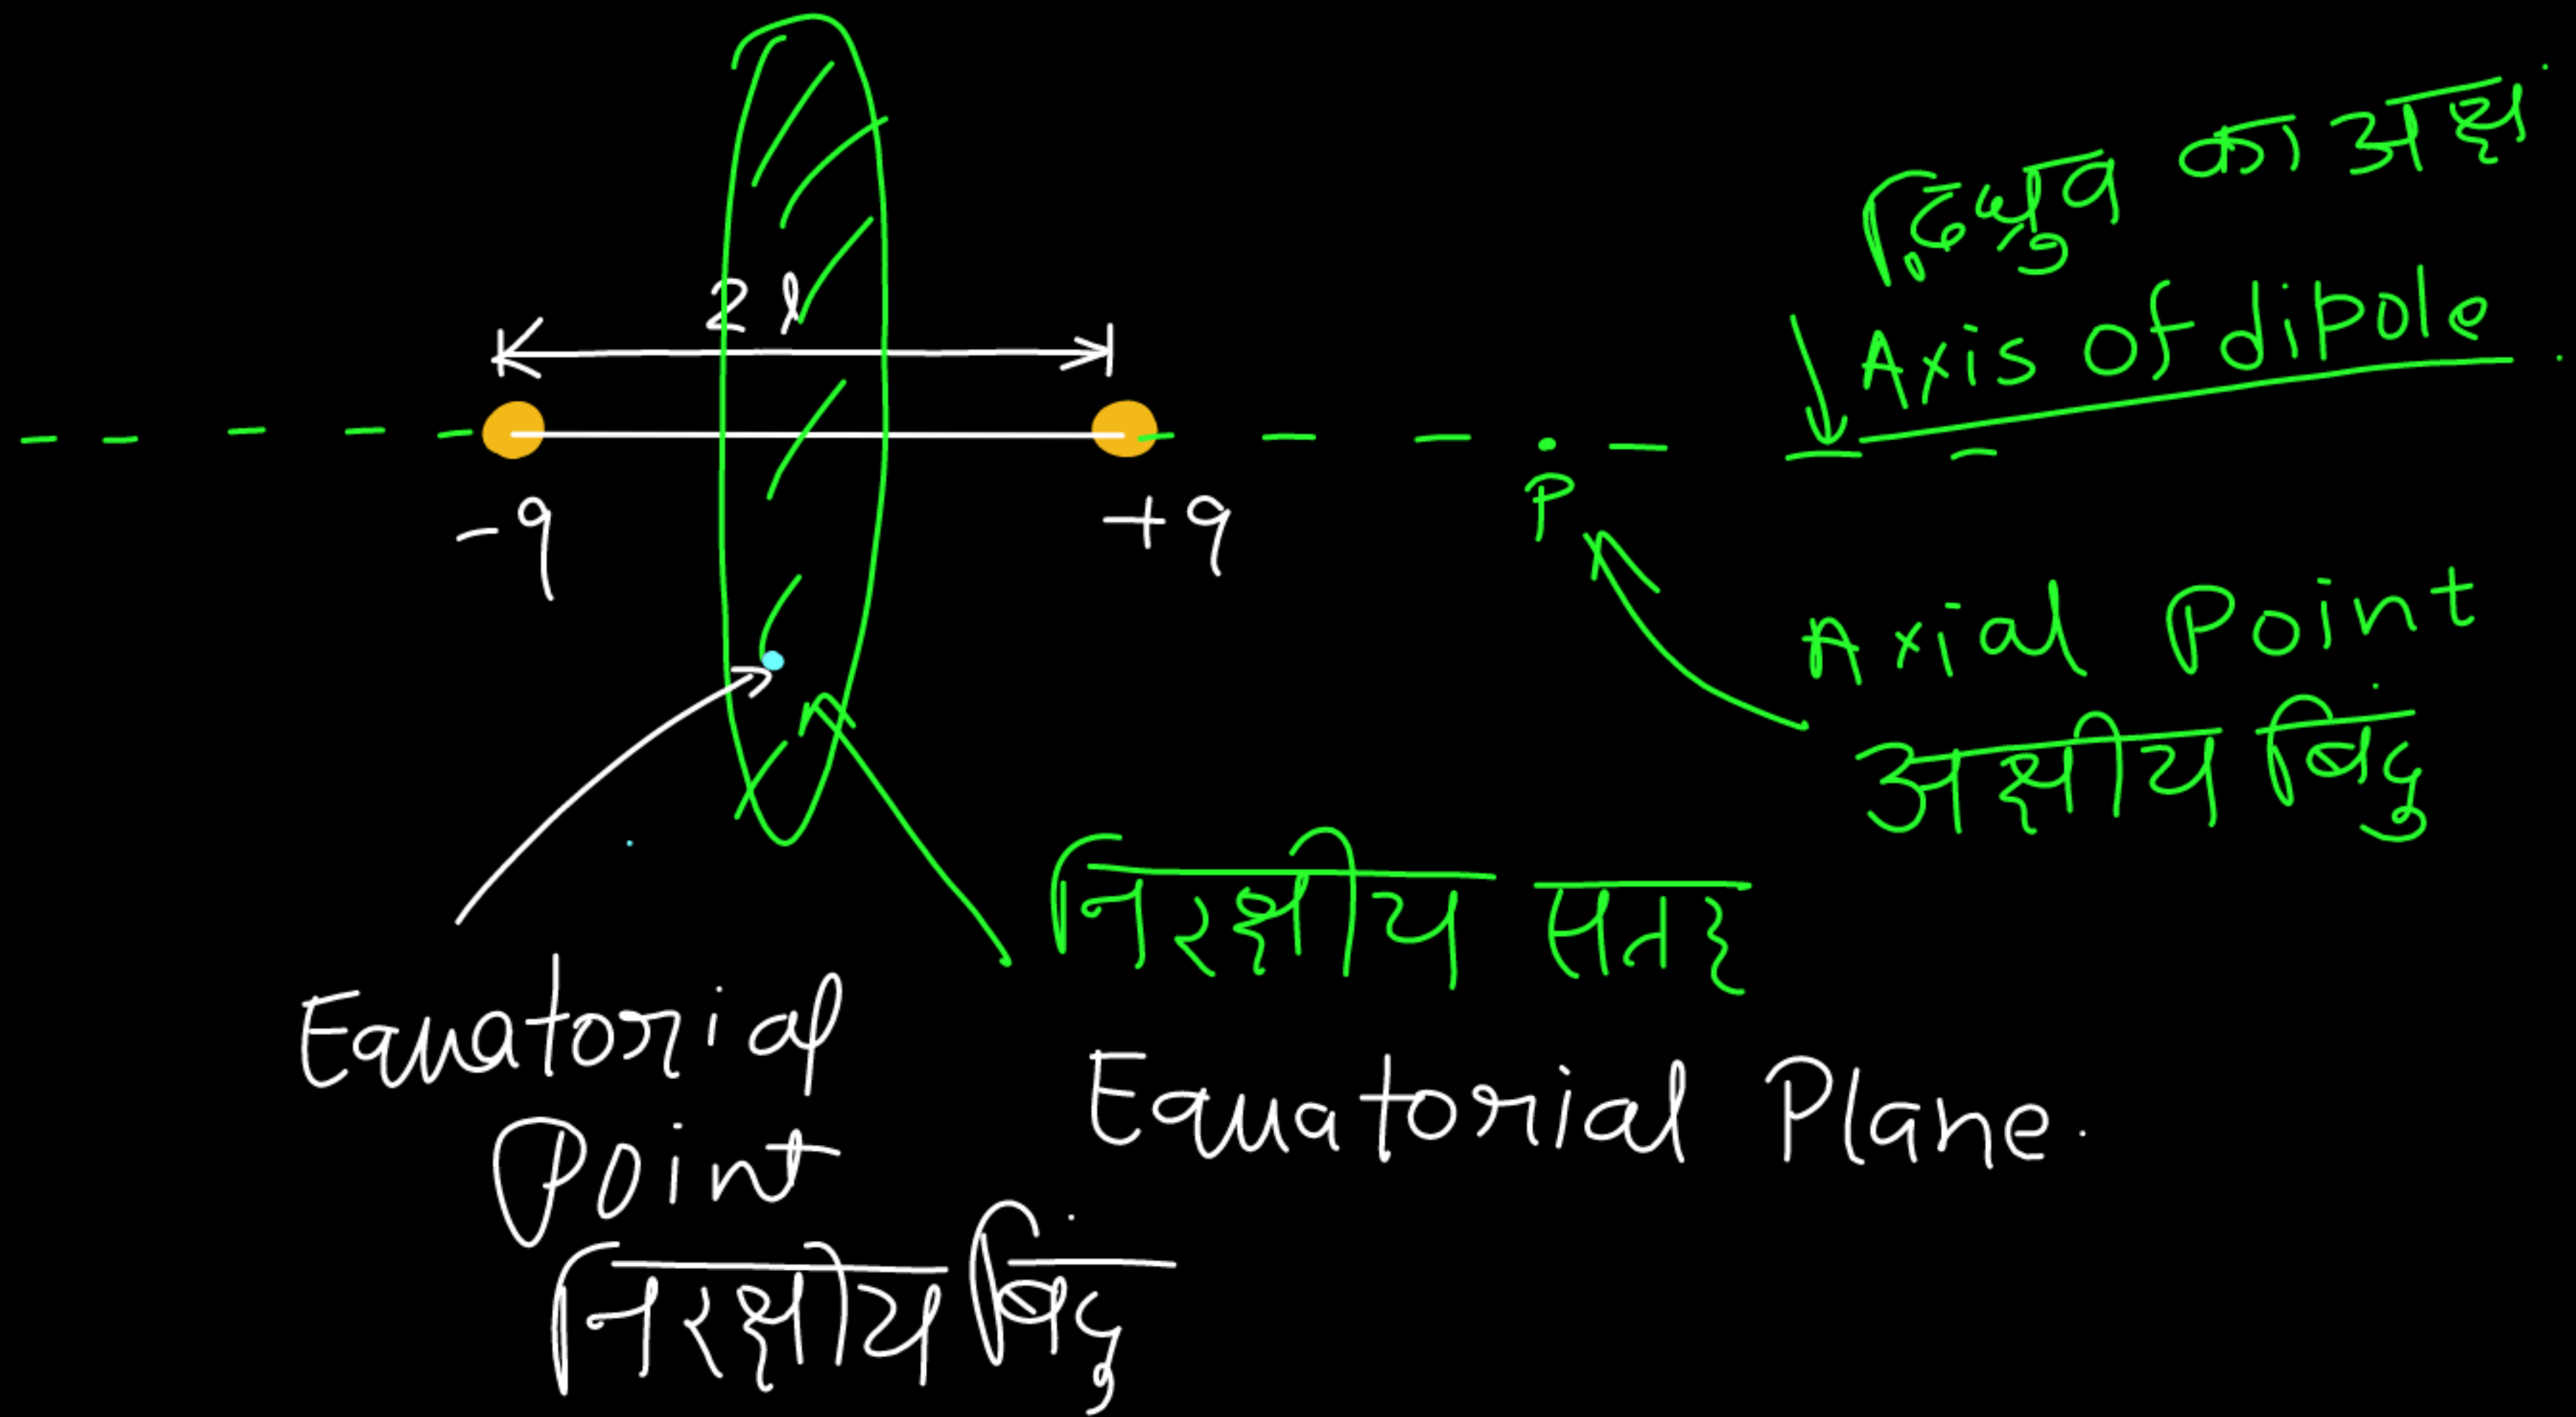 द्विध्रुव का अक्ष
Axis of dipole
2l
-q
+q
P
Axial Point
अक्षीय बिंदु
निरक्षीय सतह
Equatorial
Point
निरक्षीय बिंदु
Equatorial Plane.